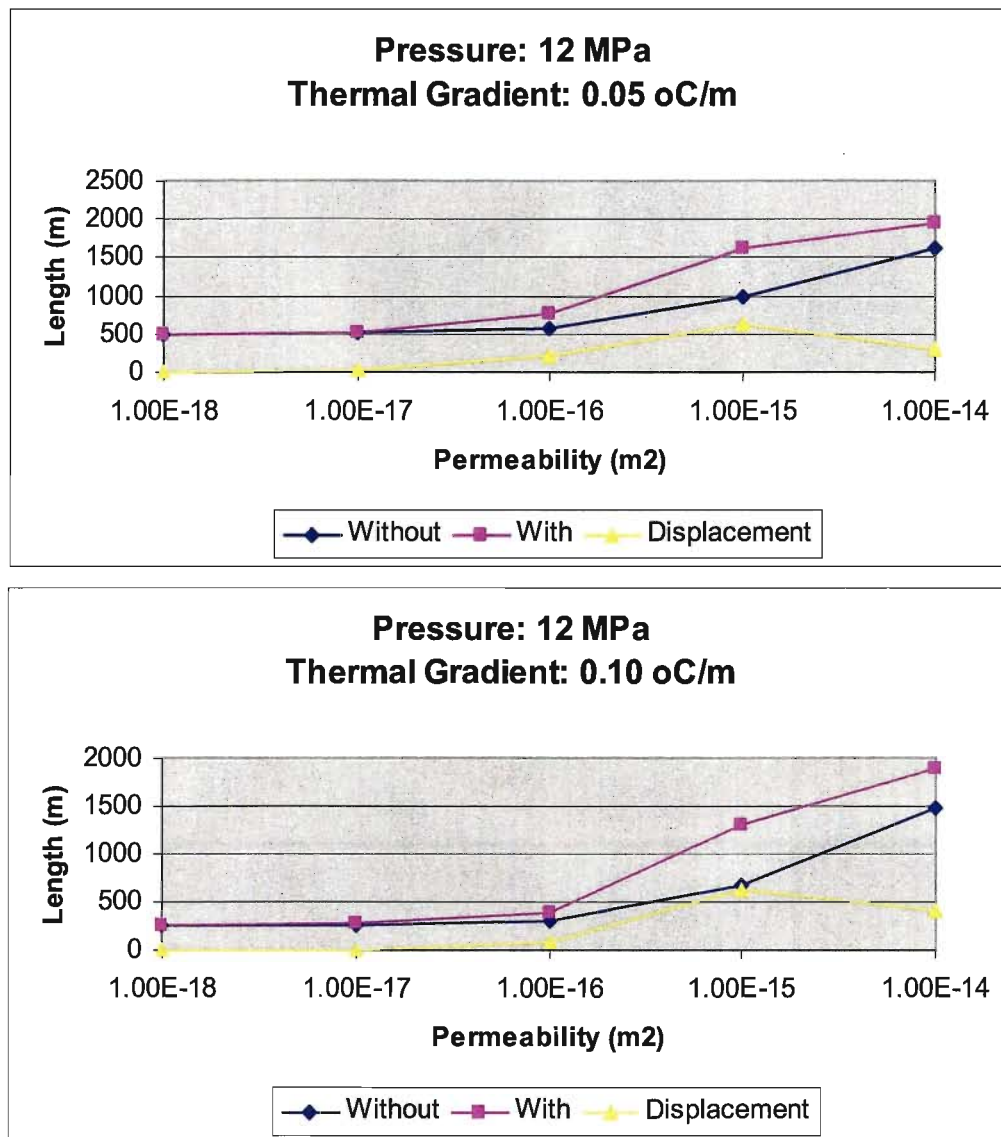 Pressure: 12 MPa
Thermal Gradient: 0.05 oC/m
2500
2000
1500
1000
500
0
Length (m)
1.00E-18 1.00E-17 1.00E-16 1.00E-15 1.00E-14
Permeability (m2)
Without With Displacement
Pressure: 12 MPa
Thermal Gradient: 0.10 oC/m
2000
1500
1000
500
0
Length (m)
1.00E-18 1.00E-17 1.00E-16 1.00E-15 1.00E-14
Permeability (m2)
Without With Displacement